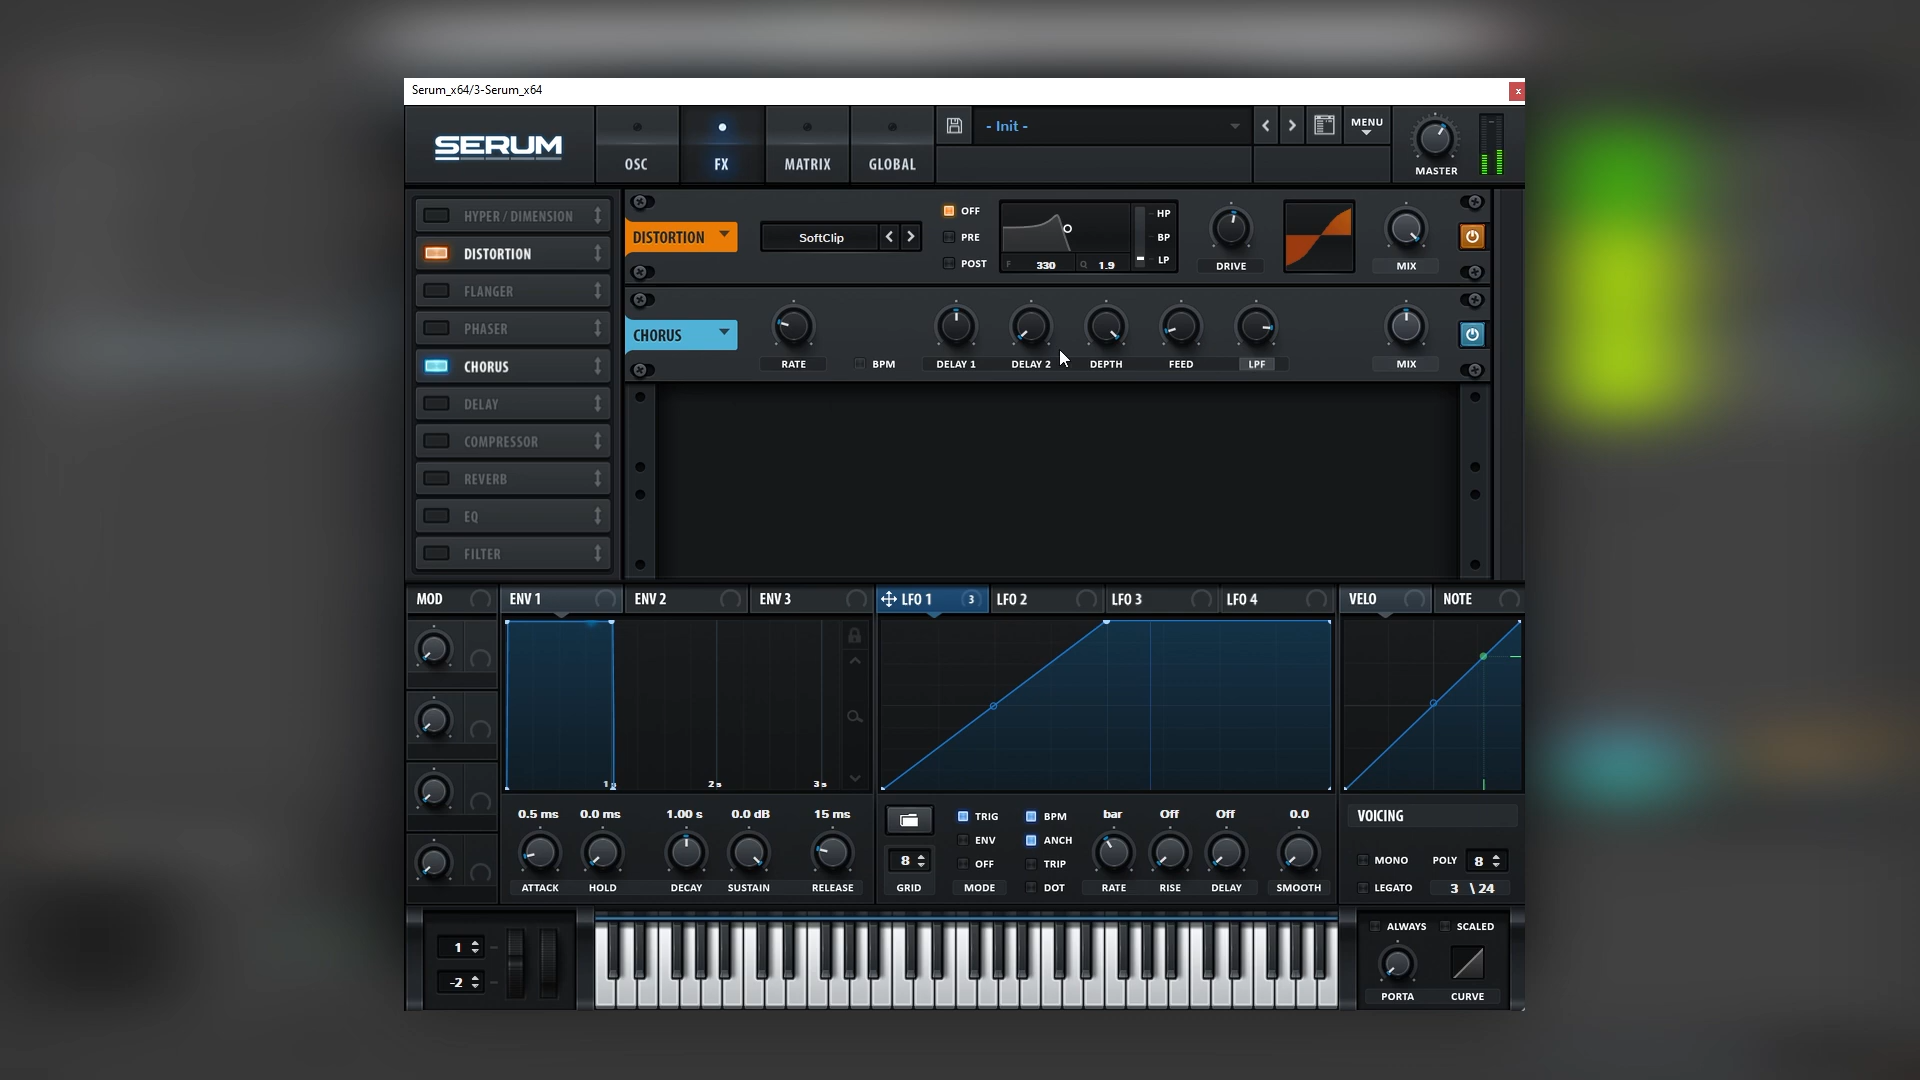 Serum_x64/3-Serum_x64
x
SERUM
OSC
FX
MATRIX
GLOBAL
- Init -
MENU
MASTER
HYPER / DIMENSION
DISTORTION
FLANGER
PHASER
CHORUS
DELAY
COMPRESSOR
REVERB
EQ
FILTER
DISTORTION
SoftClip
OFF
PRE
POST
F 330 Q 1.9
HP
BP
LP
DRIVE
MIX
CHORUS
RATE
BPM
DELAY 1
DELAY 2
DEPTH
FEED
LPF
MIX
MOD
ENV 1
ENV 2
ENV 3
LFO 1 3
LFO 2
LFO 3
LFO 4
VELO
NOTE
2 s
3 s
0.5 ms
0.0 ms
1.00 s
0.0 dB
15 ms
ATTACK
HOLD
DECAY
SUSTAIN
RELEASE
8
GRID
TRIG
ENV
OFF
MODE
BPM
ANCH
TRIP
DOT
bar
Off
Off
0.0
RATE
RISE
DELAY
SMOOTH
VOICING
MONO
POLY 8
LEGATO
3 \ 24
1
-2
ALWAYS
SCALED
PORTA
CURVE